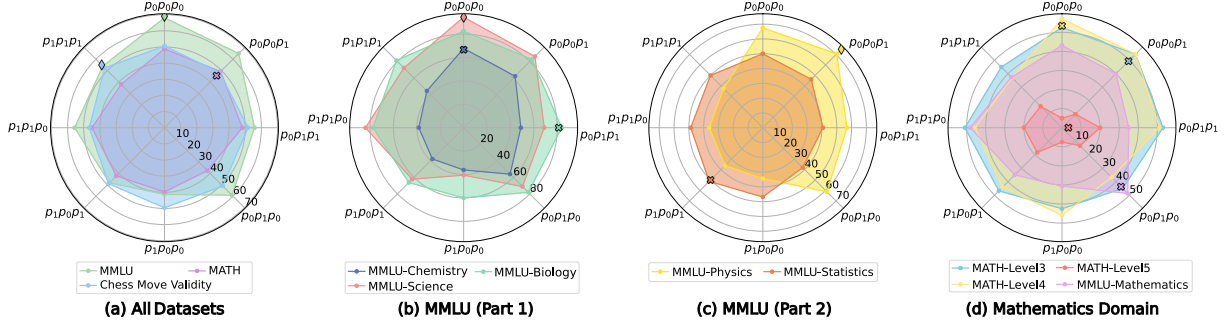 p₀p₀p₀
p₀p₀p₁
p₀p₁p₁
p₀p₁p₀
p₁p₀p₀
p₁p₀p₁
p₁p₁p₀
p₁p₁p₁
10
20
30
40
50
60
70
MMLU
MATH
Chess Move Validity
(a) All Datasets
p₀p₀p₀
p₀p₀p₁
p₀p₁p₁
p₀p₁p₀
p₁p₀p₀
p₁p₀p₁
p₁p₁p₀
p₁p₁p₁
20
40
60
80
MMLU-Chemistry
MMLU-Biology
MMLU-Science
(b) MMLU (Part 1)
p₀p₀p₀
p₀p₀p₁
p₀p₁p₁
p₀p₁p₀
p₁p₀p₀
p₁p₀p₁
p₁p₁p₀
p₁p₁p₁
10
20
30
40
50
60
70
MMLU-Physics
MMLU-Statistics
(c) MMLU (Part 2)
p₀p₀p₀
p₀p₀p₁
p₀p₁p₁
p₀p₁p₀
p₁p₀p₀
p₁p₀p₁
p₁p₁p₀
p₁p₁p₁
10
20
30
40
50
MATH-Level3
MATH-Level5
MATH-Level4
MMLU-Mathematics
(d) Mathematics Domain